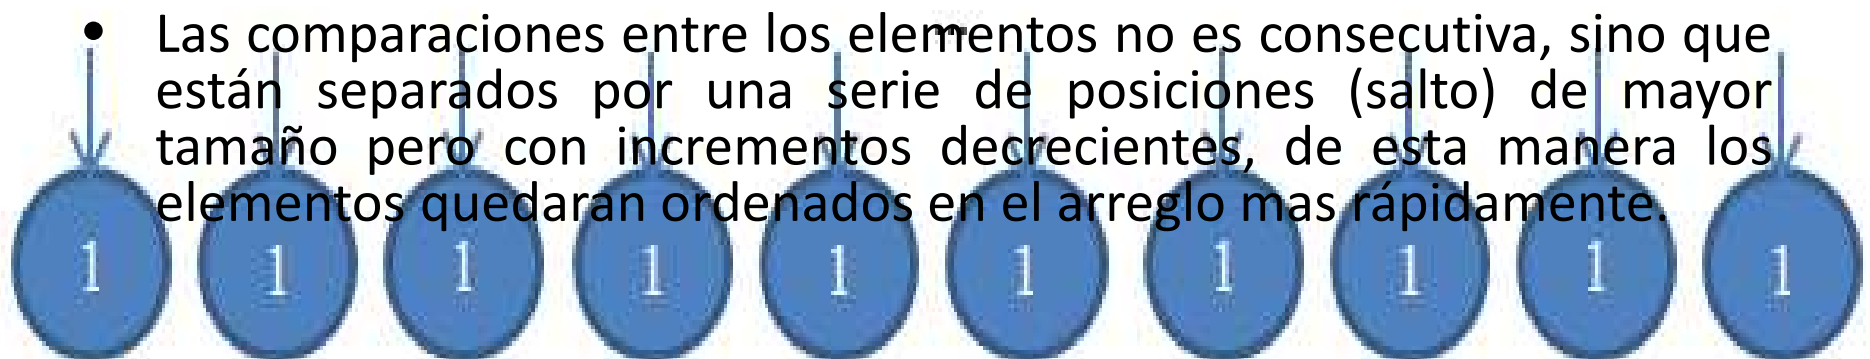 • Las comparaciones entre los elementos no es consecutiva, sino que
están separados por una serie de posiciones (salto) de mayor
tamaño pero con incrementos decrecientes, de esta manera los
elementos quedaran ordenados en el arreglo mas rápidamente.
1 1 1 1 1 1 1 1 1 1